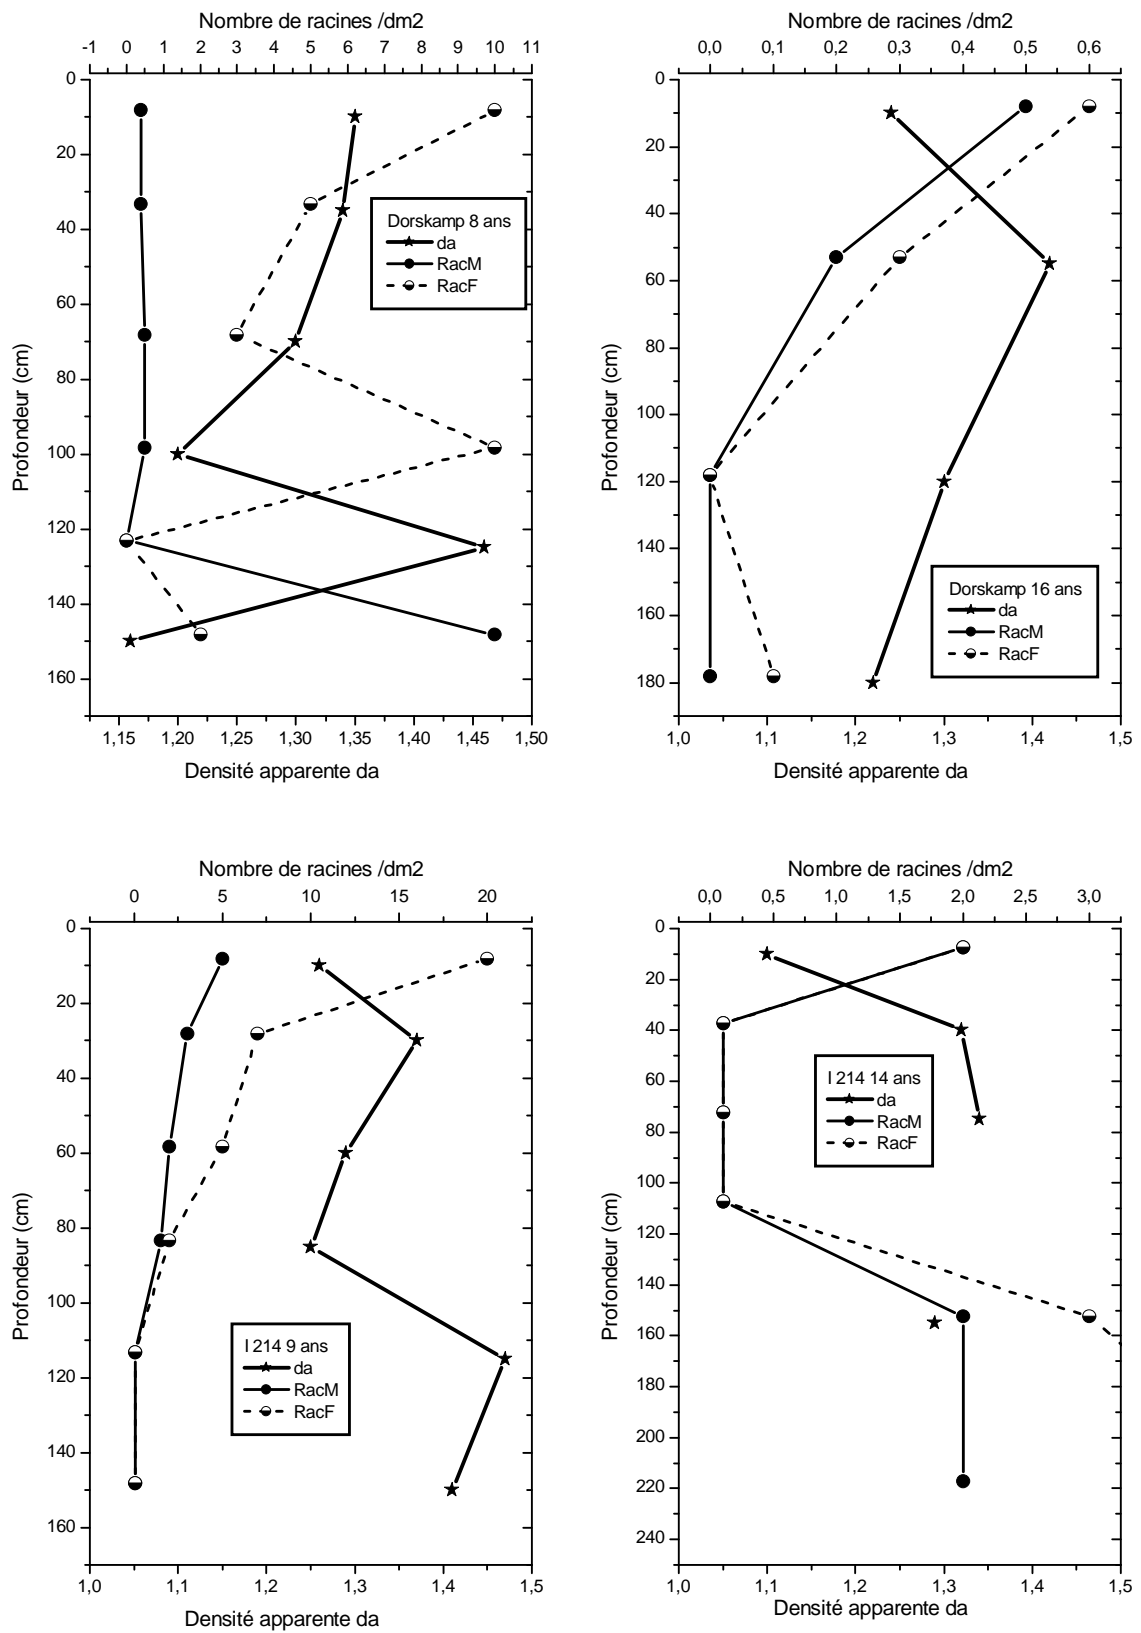 Nombre de racines /dm2
-1 0 1 2 3 4 5 6 7 8 9 10 11
0
20
40
60
80
100
120
140
160
Profondeur (cm)
Dorskamp 8 ans
da
RacM
RacF
1,15 1,20 1,25 1,30 1,35 1,40 1,45 1,50
Densité apparente da
Nombre de racines /dm2
0,0 0,1 0,2 0,3 0,4 0,5 0,6
0
20
40
60
80
100
120
140
160
180
Profondeur (cm)
Dorskamp 16 ans
da
RacM
RacF
1,0 1,1 1,2 1,3 1,4 1,5
Densité apparente da
Nombre de racines /dm2
0 5 10 15 20
0
20
40
60
80
100
120
140
160
Profondeur (cm)
I 214 9 ans
da
RacM
RacF
1,0 1,1 1,2 1,3 1,4 1,5
Densité apparente da
Nombre de racines /dm2
0,0 0,5 1,0 1,5 2,0 2,5 3,0
0
20
40
60
80
100
120
140
160
180
200
220
240
Profondeur (cm)
I 214 14 ans
da
RacM
RacF
1,0 1,1 1,2 1,3 1,4 1,5
Densité apparente da